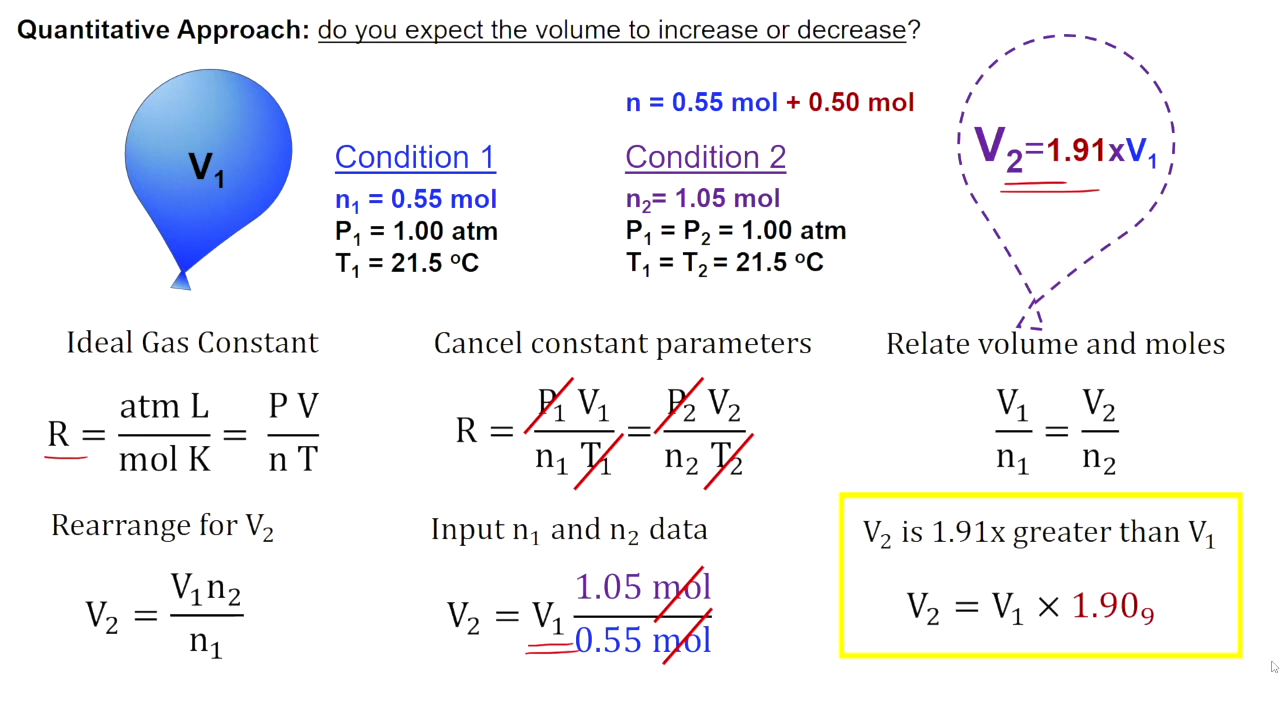 Quantitative Approach: do you expect the volume to increase or decrease?
V₁
Condition 1
n₁ = 0.55 mol
P₁ = 1.00 atm
T₁ = 21.5 ºC
n = 0.55 mol + 0.50 mol
Condition 2
n₂= 1.05 mol
P₁ = P₂ = 1.00 atm
T₁ = T₂ = 21.5 ºC
V₂=1.91xV₁
Ideal Gas Constant
R = atm L / mol K = P V / n T
Cancel constant parameters
R = P₁ V₁ / n₁ T₁ = P₂ V₂ / n₂ T₂
Relate volume and moles
V₁ / n₁ = V₂ / n₂
Rearrange for V₂
V₂ = V₁n₂ / n₁
Input n₁ and n₂ data
V₂ = V₁ 1.05 mol / 0.55 mol
V₂ is 1.91x greater than V₁
V₂ = V₁ × 1.90₉